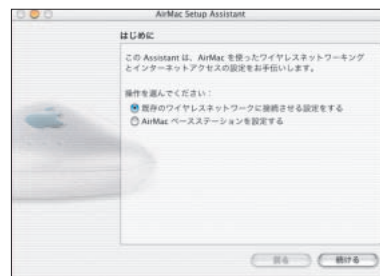 AirMac Setup Assistant
はじめに
この Assistant は、AirMac を使ったワイヤレスネットワーキング
とインターネットアクセスの設定をお手伝いします。
操作を選んでください：
既存のワイヤレスネットワークに接続させる設定をする
AirMac ベースステーションを設定する
戻る
続ける